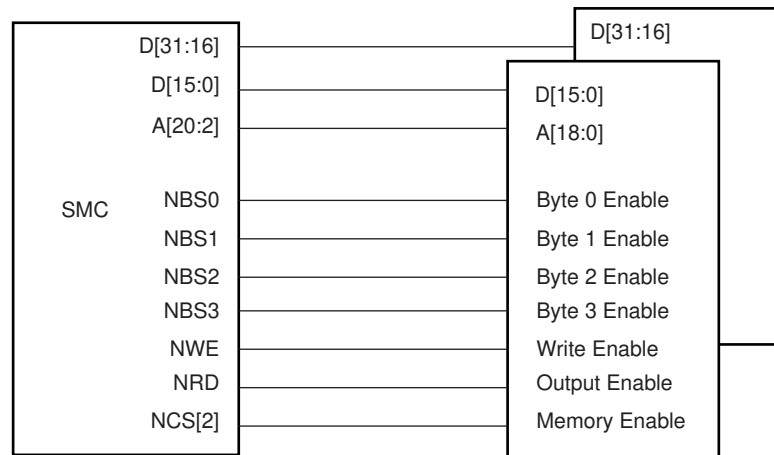 D[31:16] D[31:16]
D[15:0] D[15:0]
A[20:2] A[18:0]
SMC
NBS0 Byte 0 Enable
NBS1 Byte 1 Enable
NBS2 Byte 2 Enable
NBS3 Byte 3 Enable
NWE Write Enable
NRD Output Enable
NCS[2] Memory Enable